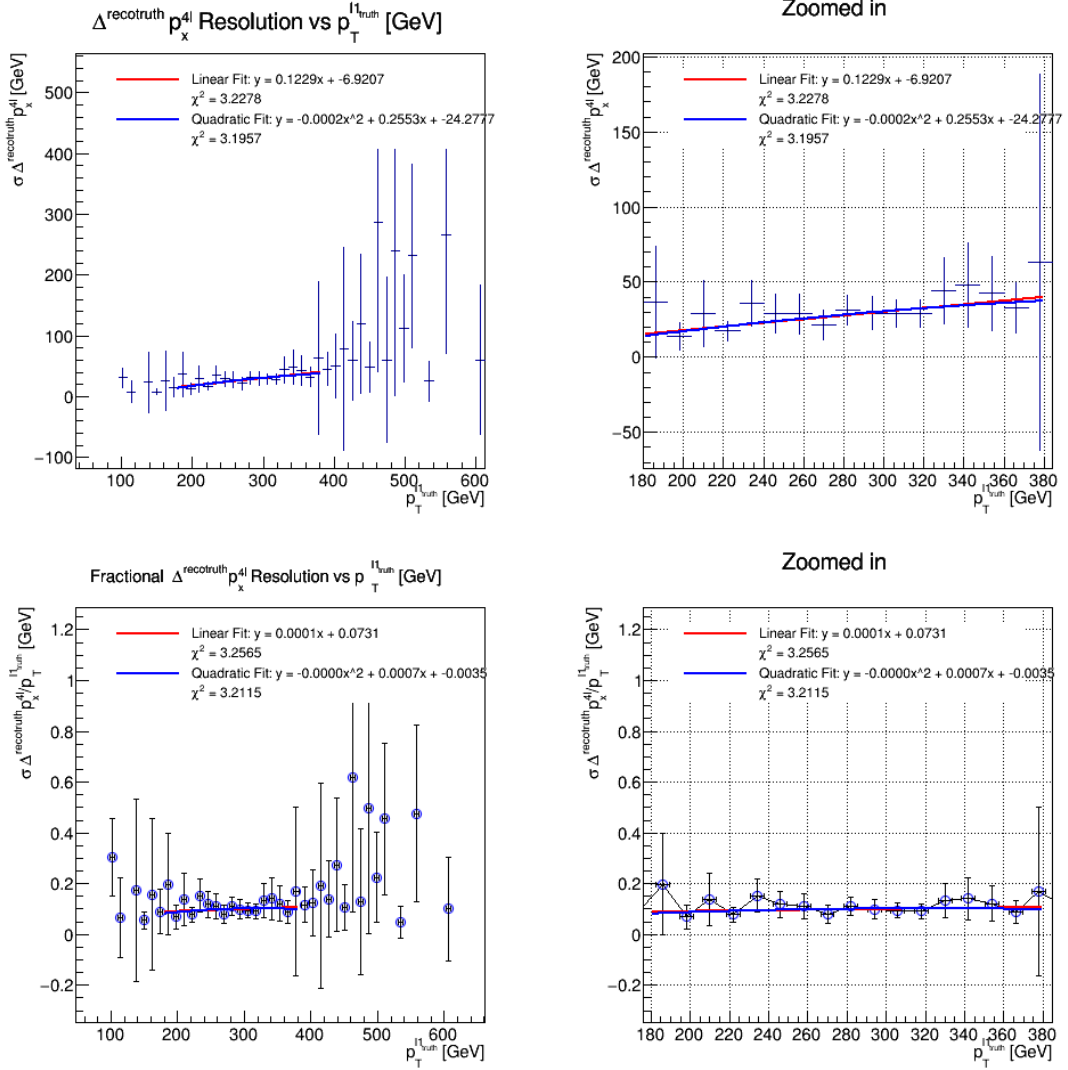 Δ^recotruth p_x^4l Resolution vs p_T^l1truth [GeV]
σ Δ^recotruth p_x^4l [GeV]
Linear Fit: y = 0.1229x + -6.9207
χ² = 3.2278
Quadratic Fit: y = -0.0002x^2 + 0.2553x + -24.2777
χ² = 3.1957
500
400
300
200
100
0
−100
100 200 300 400 500 600
p_T^l1truth [GeV]
Zoomed in
σ Δ^recotruth p_x^4l [GeV]
Linear Fit: y = 0.1229x + -6.9207
χ² = 3.2278
Quadratic Fit: y = -0.0002x^2 + 0.2553x + -24.2777
χ² = 3.1957
200
150
100
50
0
−50
180 200 220 240 260 280 300 320 340 360 380
p_T^l1truth [GeV]
Fractional Δ^recotruth p_x^4l Resolution vs p_T^l1truth [GeV]
σ Δ^recotruth p_x^4l/p_T^l1truth [GeV]
Linear Fit: y = 0.0001x + 0.0731
χ² = 3.2565
Quadratic Fit: y = -0.0000x^2 + 0.0007x + -0.0035
χ² = 3.2115
1.2
1
0.8
0.6
0.4
0.2
0
−0.2
100 200 300 400 500 600
p_T^l1truth [GeV]
Zoomed in
σ Δ^recotruth p_x^4l/p_T^l1truth [GeV]
Linear Fit: y = 0.0001x + 0.0731
χ² = 3.2565
Quadratic Fit: y = -0.0000x^2 + 0.0007x + -0.0035
χ² = 3.2115
1.2
1
0.8
0.6
0.4
0.2
0
−0.2
180 200 220 240 260 280 300 320 340 360 380
p_T^l1truth [GeV]